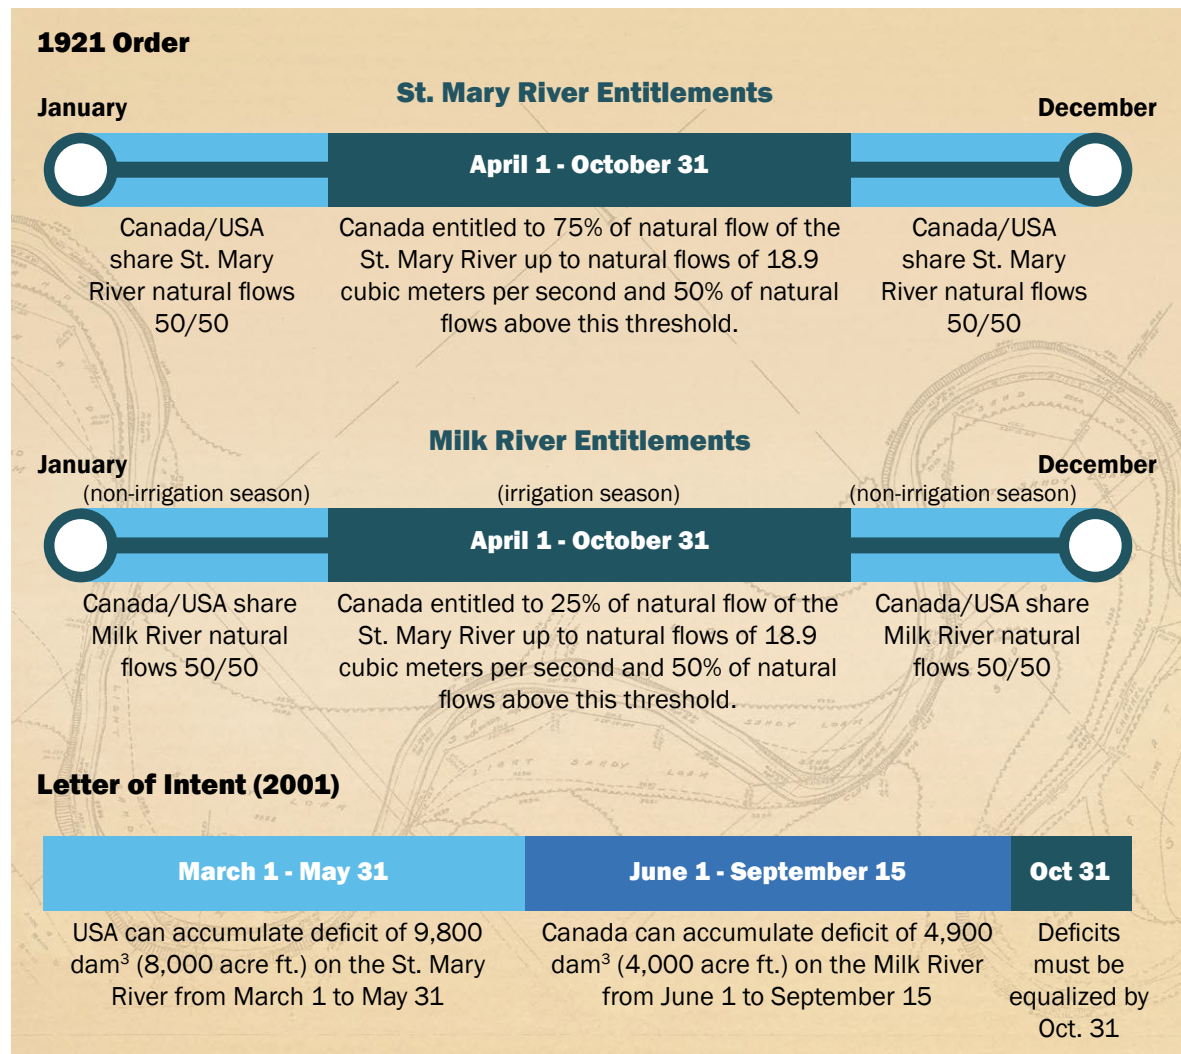 1921 Order
St. Mary River Entitlements
January
December
April 1 - October 31
Canada/USA
share St. Mary
River natural flows
50/50
Canada entitled to 75% of natural flow of the
St. Mary River up to natural flows of 18.9
cubic meters per second and 50% of natural
flows above this threshold.
Canada/USA
share St. Mary
River natural flows
50/50
Milk River Entitlements
January
December
(non-irrigation season)
(irrigation season)
(non-irrigation season)
April 1 - October 31
Canada/USA share
Milk River natural
flows 50/50
Canada entitled to 25% of natural flow of the
St. Mary River up to natural flows of 18.9
cubic meters per second and 50% of natural
flows above this threshold.
Canada/USA share
Milk River natural
flows 50/50
Letter of Intent (2001)
March 1 - May 31
June 1 - September 15
Oct 31
USA can accumulate deficit of 9,800
dam³ (8,000 acre ft.) on the St. Mary
River from March 1 to May 31
Canada can accumulate deficit of 4,900
dam³ (4,000 acre ft.) on the Milk River
from June 1 to September 15
Deficits
must be
equalized by
Oct. 31
LIGHT SANDY LOAM
SANDY LOAM